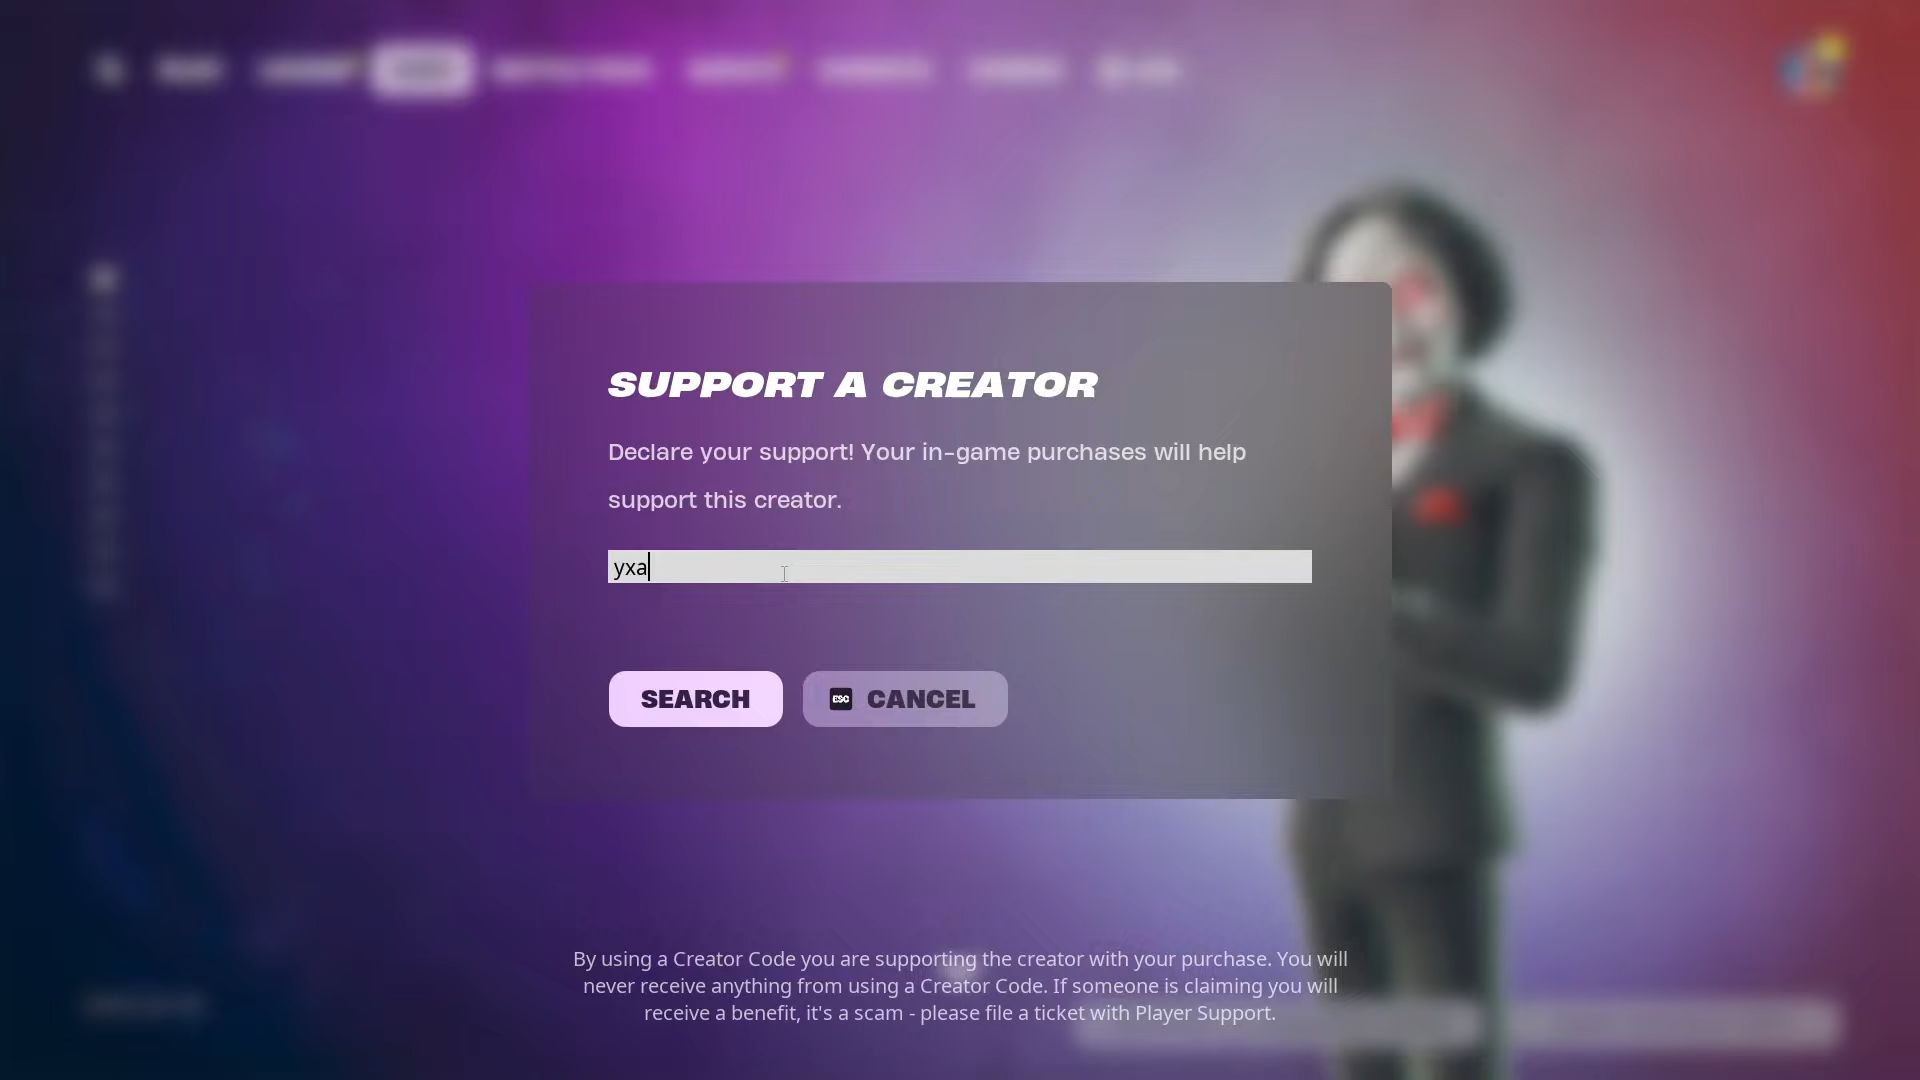 SUPPORT A CREATOR
Declare your support! Your in-game purchases will help
support this creator.
yxa
SEARCH
ESC CANCEL
By using a Creator Code you are supporting the creator with your purchase. You will
never receive anything from using a Creator Code. If someone is claiming you will
receive a benefit, it's a scam - please file a ticket with Player Support.